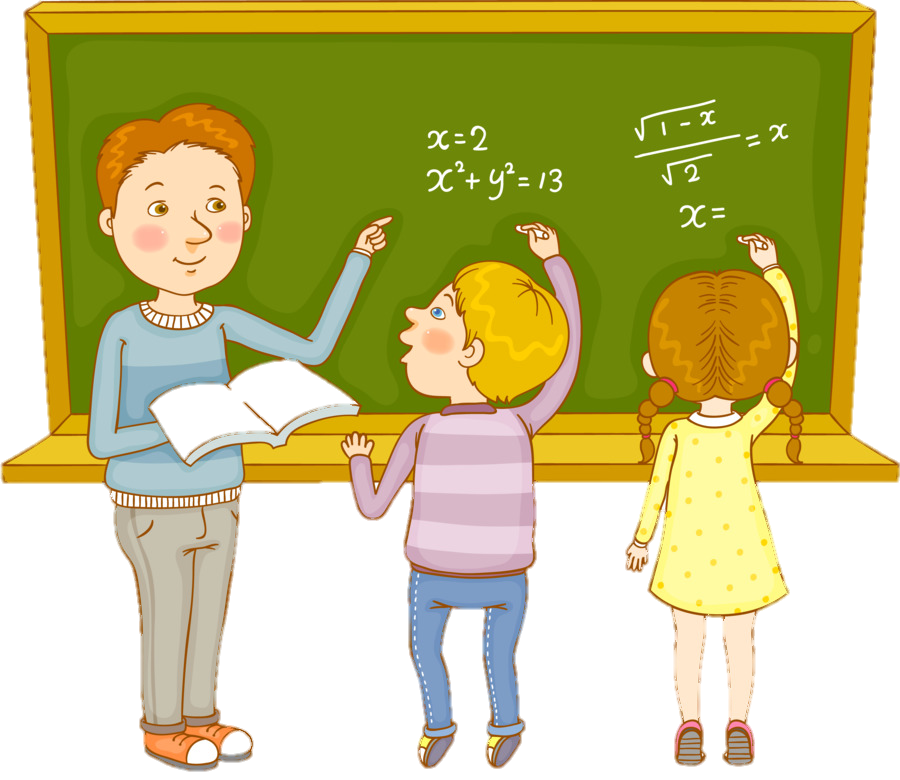 x=2
x²+y²=13
√1-x / √2 = x
x=